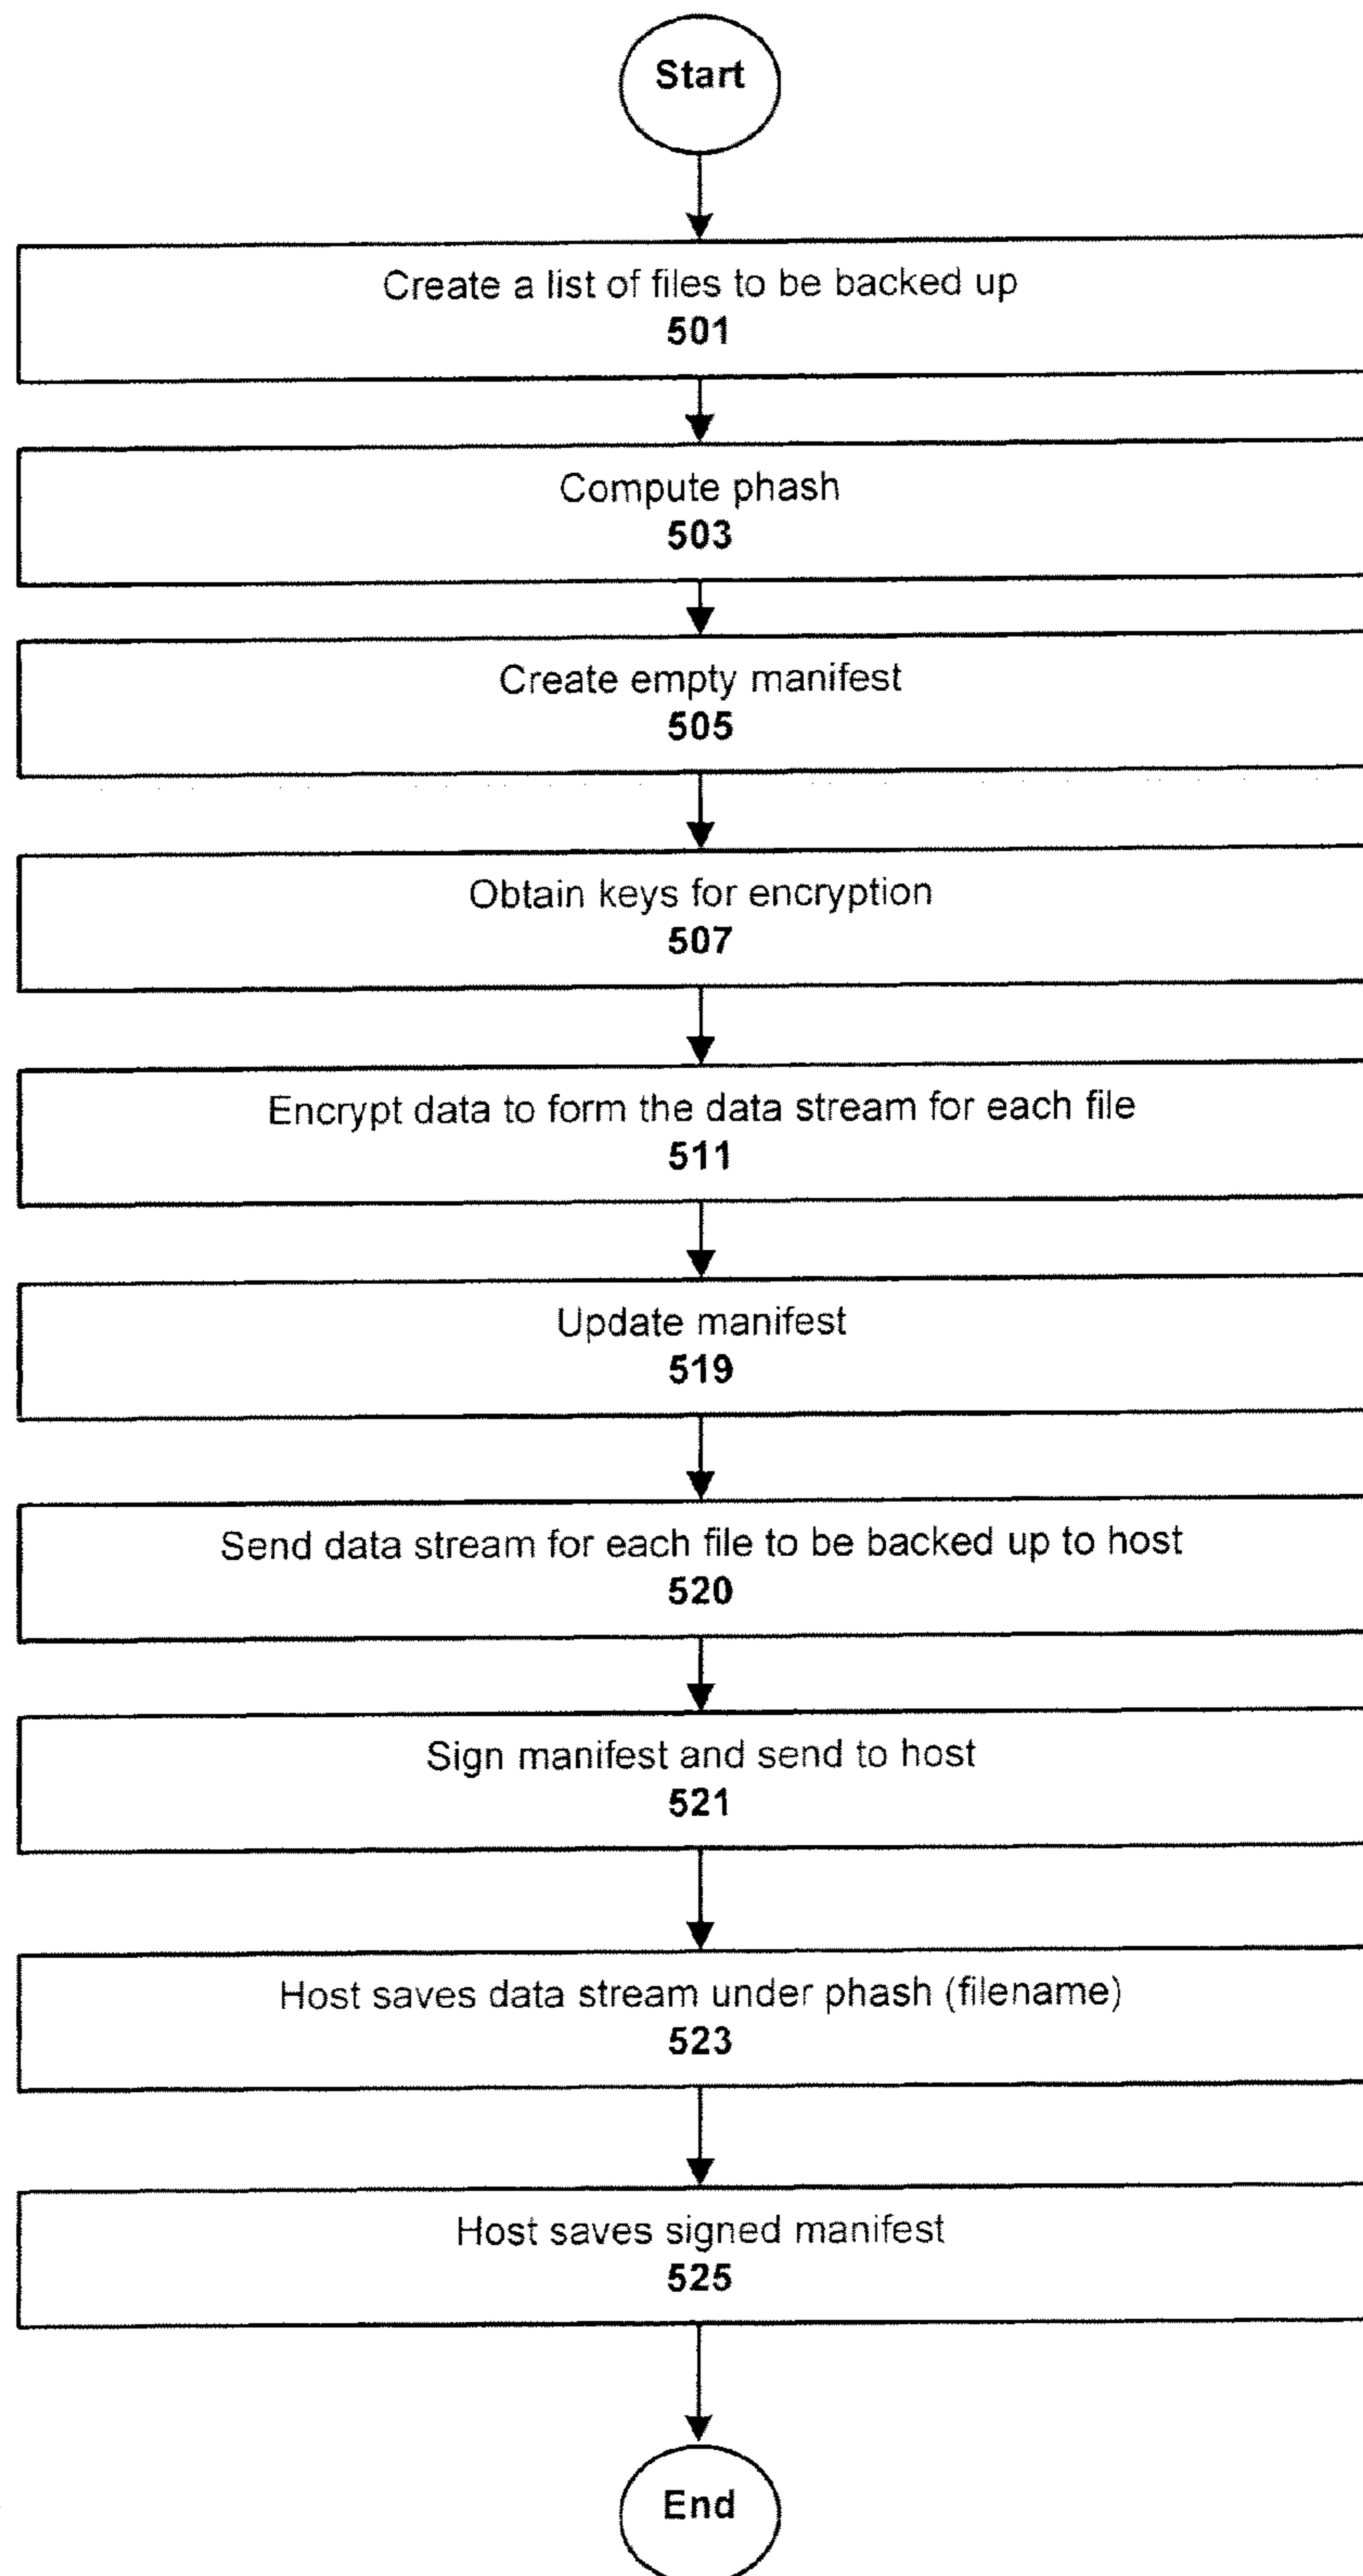 Start
Create a list of files to be backed up
501
Compute phash
503
Create empty manifest
505
Obtain keys for encryption
507
Encrypt data to form the data stream for each file
511
Update manifest
519
Send data stream for each file to be backed up to host
520
Sign manifest and send to host
521
Host saves data stream under phash (filename)
523
Host saves signed manifest
525
End